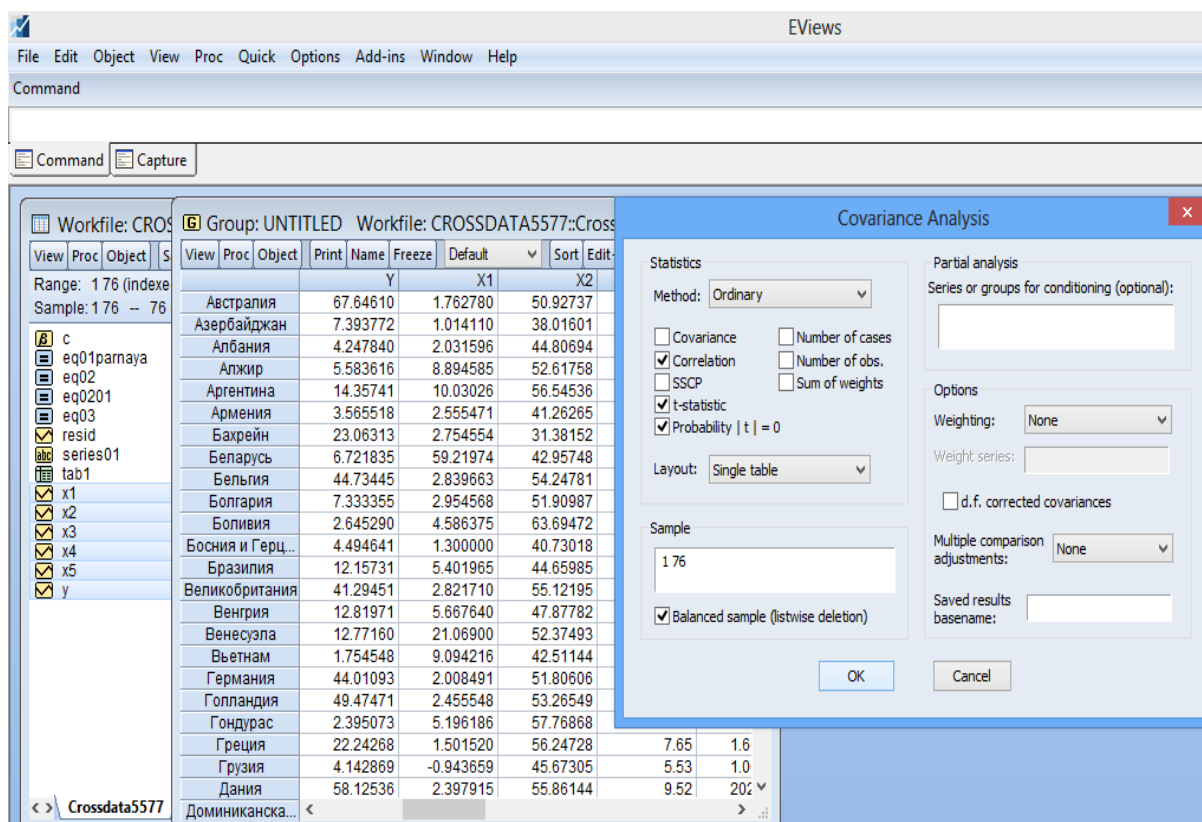 EViews
File Edit Object View Proc Quick Options Add-ins Window Help
Command
Command Capture
Workfile: CROS
View Proc Object S
Range: 1 76 (indexe
Sample: 1 76 -- 76
β c
= eq01parnaya
= eq02
= eq0201
= eq03
resid
abc series01
tab1
x1
x2
x3
x4
x5
y
< > Crossdata5577
G Group: UNTITLED Workfile: CROSSDATA5577::Cross
View Proc Object Print Name Freeze Default Sort Edit
Y X1 X2
Австралия 67.64610 1.762780 50.92737
Азербайджан 7.393772 1.014110 38.01601
Албания 4.247840 2.031596 44.80694
Алжир 5.583616 8.894585 52.61758
Аргентина 14.35741 10.03026 56.54536
Армения 3.565518 2.555471 41.26265
Бахрейн 23.06313 2.754554 31.38152
Беларусь 6.721835 59.21974 42.95748
Бельгия 44.73445 2.839663 54.24781
Болгария 7.333355 2.954568 51.90987
Боливия 2.645290 4.586375 63.69472
Босния и Герц... 4.494641 1.300000 40.73018
Бразилия 12.15731 5.401965 44.65985
Великобритания 41.29451 2.821710 55.12195
Венгрия 12.81971 5.667640 47.87782
Венесуэла 12.77160 21.06900 52.37493
Вьетнам 1.754548 9.094216 42.51144
Германия 44.01093 2.008491 51.80606
Голландия 49.47471 2.455548 53.26549
Гондурас 2.395073 5.196186 57.76868
Греция 22.24268 1.501520 56.24728 7.65 1.6
Грузия 4.142869 -0.943659 45.67305 5.53 1.0
Дания 58.12536 2.397915 55.86144 9.52 202
Доминиканска...
Covariance Analysis
Statistics
Method: Ordinary
Covariance Number of cases
Correlation Number of obs.
SSCP Sum of weights
t-statistic
Probability | t | = 0
Layout: Single table
Sample
1 76
Balanced sample (listwise deletion)
Partial analysis
Series or groups for conditioning (optional):
Options
Weighting: None
Weight series:
d.f. corrected covariances
Multiple comparison adjustments: None
Saved results basename:
OK Cancel